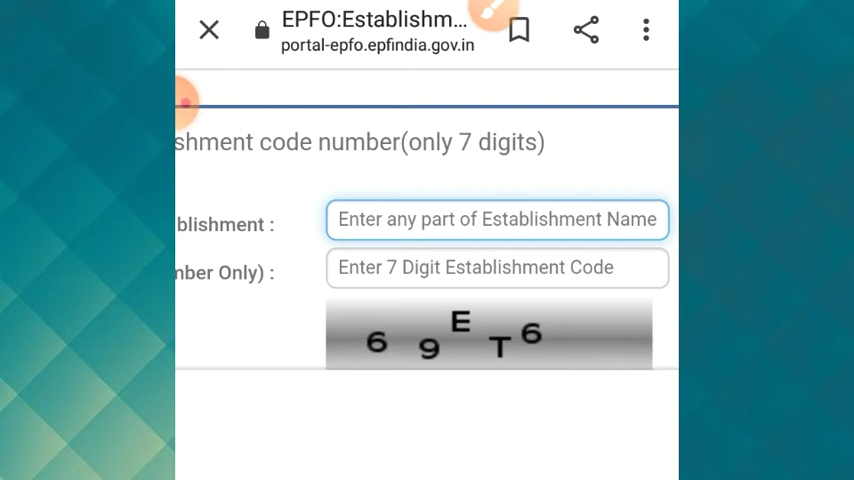 EPFO:Establishm...
portal-epfo.epfindia.gov.in
shment code number(only 7 digits)
blishment :
Enter any part of Establishment Name
mber Only) :
Enter 7 Digit Establishment Code
6 9 E T 6